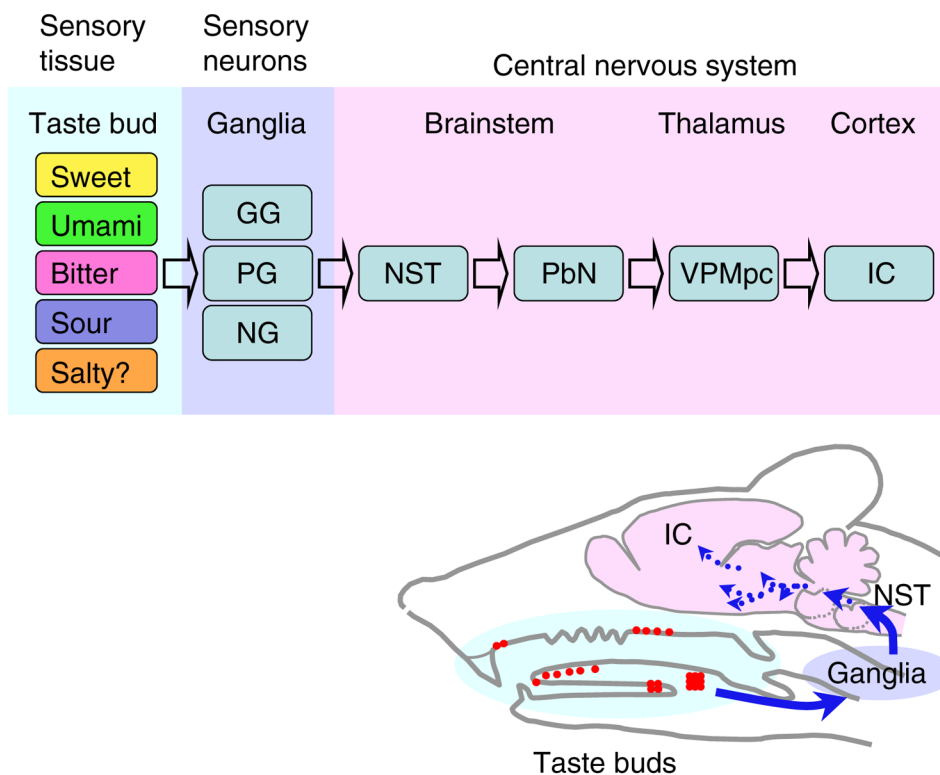 Sensory
tissue
Sensory
neurons
Central nervous system
Taste bud
Ganglia
Brainstem
Thalamus
Cortex
Sweet
Umami
Bitter
Sour
Salty?
GG
PG
NG
NST
PbN
VPMpc
IC
IC
NST
Ganglia
Taste buds